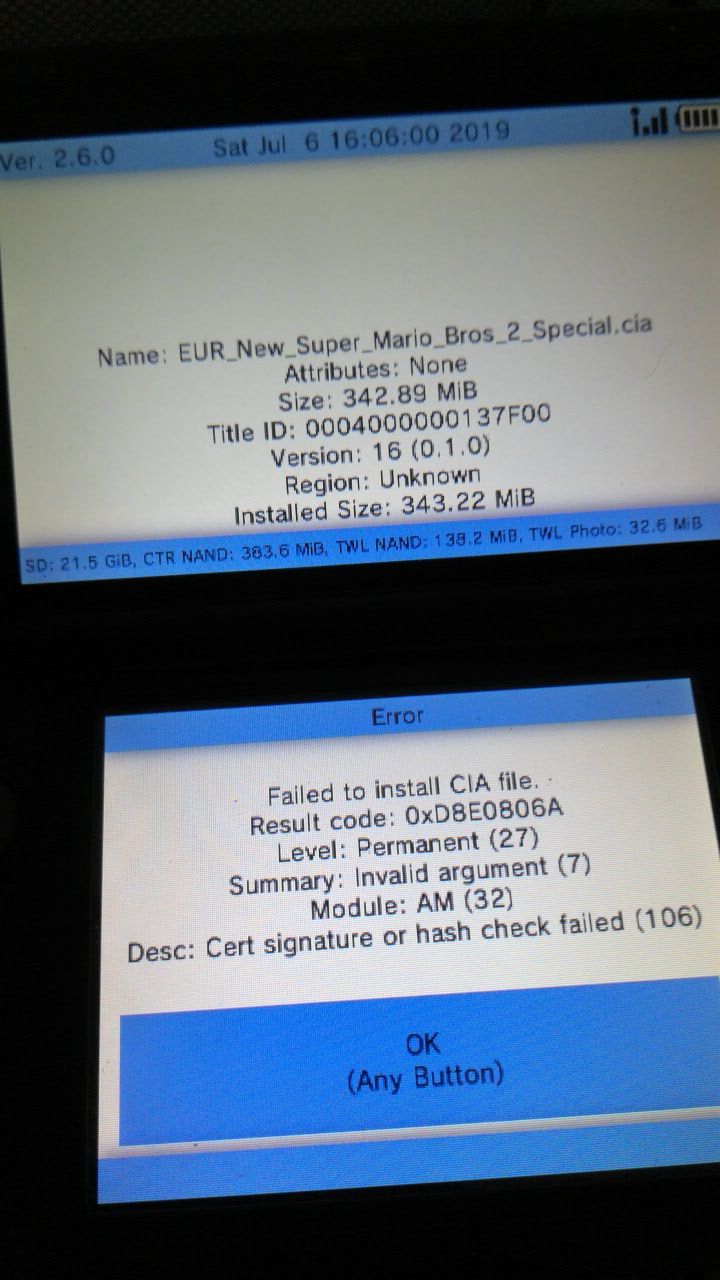 Ver. 2.6.0 Sat Jul 6 16:06:00 2019
Name: EUR_New_Super_Mario_Bros_2_Special.cia
Attributes: None
Size: 342.89 MiB
Title ID: 0004000000137F00
Version: 16 (0.1.0)
Region: Unknown
Installed Size: 343.22 MiB
SD: 21.5 GiB, CTR NAND: 383.6 MiB, TWL NAND: 138.2 MiB, TWL Photo: 32.6 MiB
Error
Failed to install CIA file.
Result code: 0xD8E0806A
Level: Permanent (27)
Summary: Invalid argument (7)
Module: AM (32)
Desc: Cert signature or hash check failed (106)
OK
(Any Button)